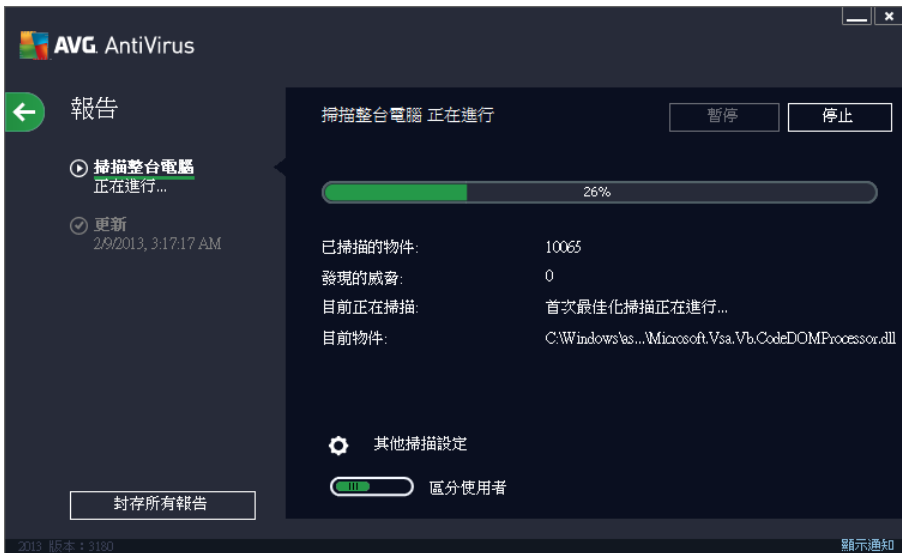 AVG AntiVirus
報告
掃描整台電腦
正在進行...
更新
2/9/2013, 3:17:17 AM
封存所有報告
掃描整台電腦 正在進行
暫停
停止
26%
已掃描的物件: 10065
發現的威脅: 0
目前正在掃描: 首次最佳化掃描正在進行...
目前物件: C:\Windows\as...\Microsoft.Vsa.Vb.CodeDOMProcessor.dll
其他掃描設定
區分使用者
2013 版本：3180
顯示通知